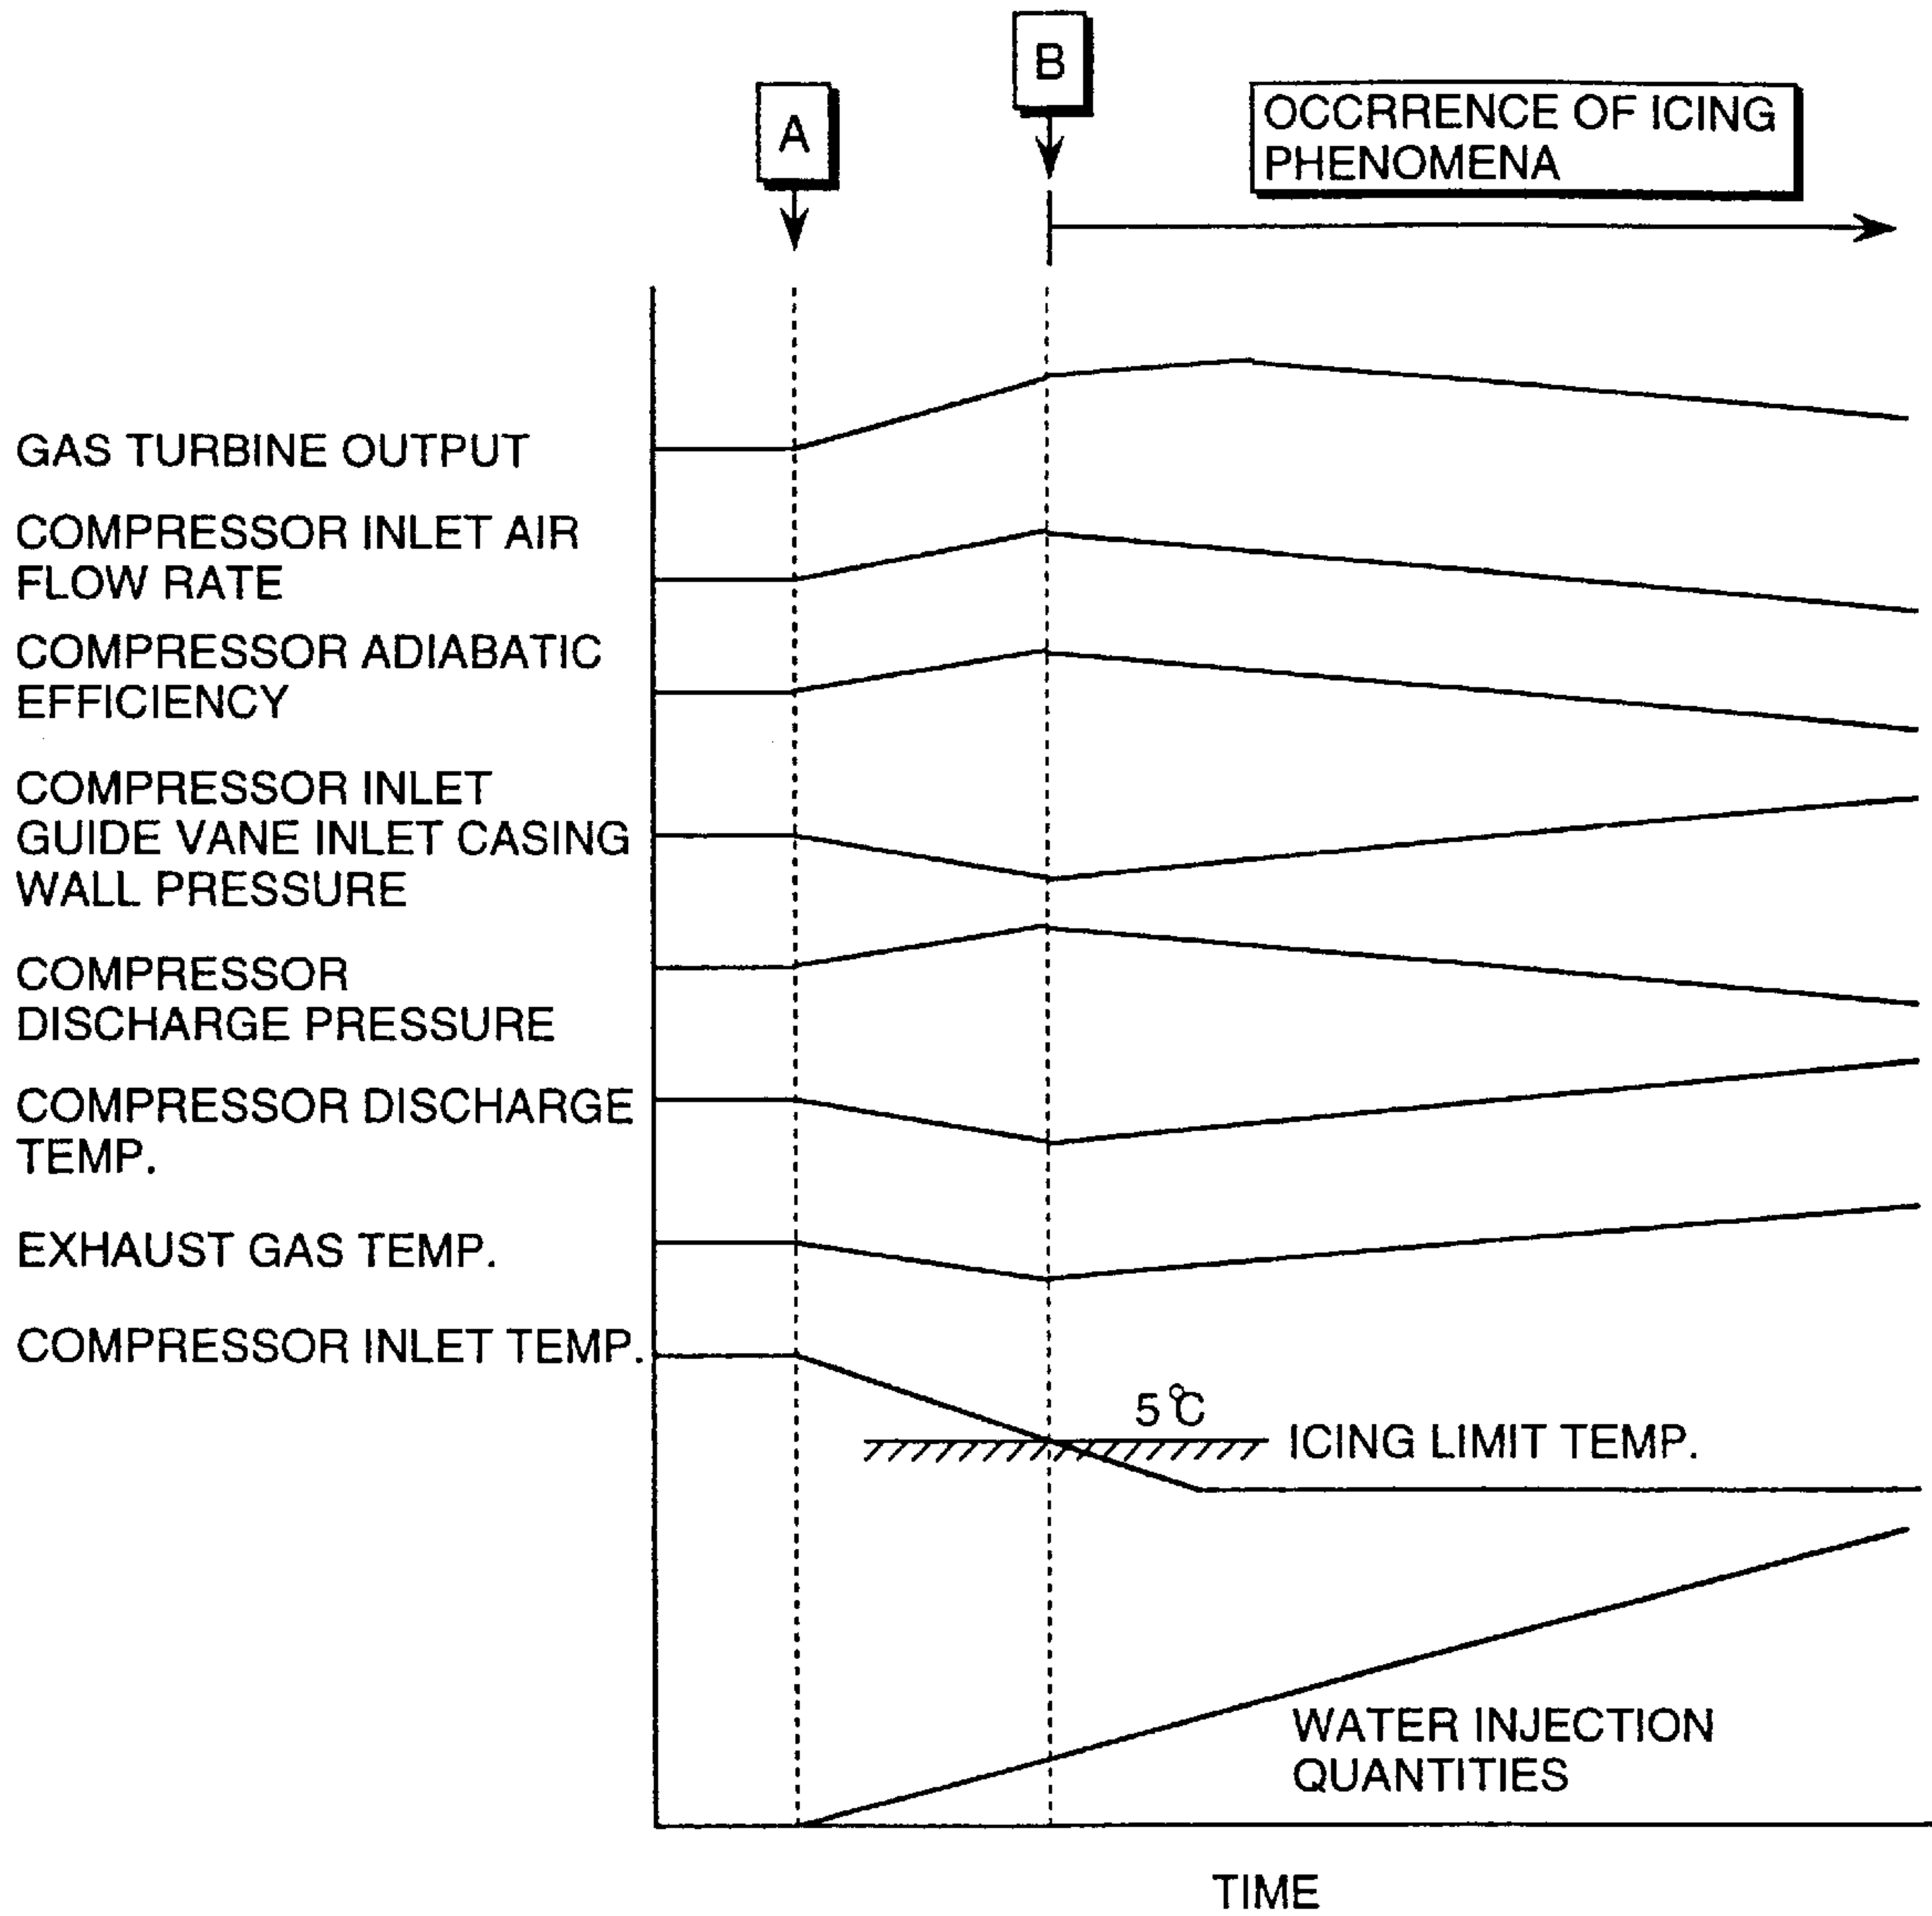 B
A
OCCRRENCE OF ICING
PHENOMENA
GAS TURBINE OUTPUT
COMPRESSOR INLET AIR
FLOW RATE
COMPRESSOR ADIABATIC
EFFICIENCY
COMPRESSOR INLET
GUIDE VANE INLET CASING
WALL PRESSURE
COMPRESSOR
DISCHARGE PRESSURE
COMPRESSOR DISCHARGE
TEMP.
EXHAUST GAS TEMP.
COMPRESSOR INLET TEMP.
5℃
ICING LIMIT TEMP.
WATER INJECTION
QUANTITIES
TIME